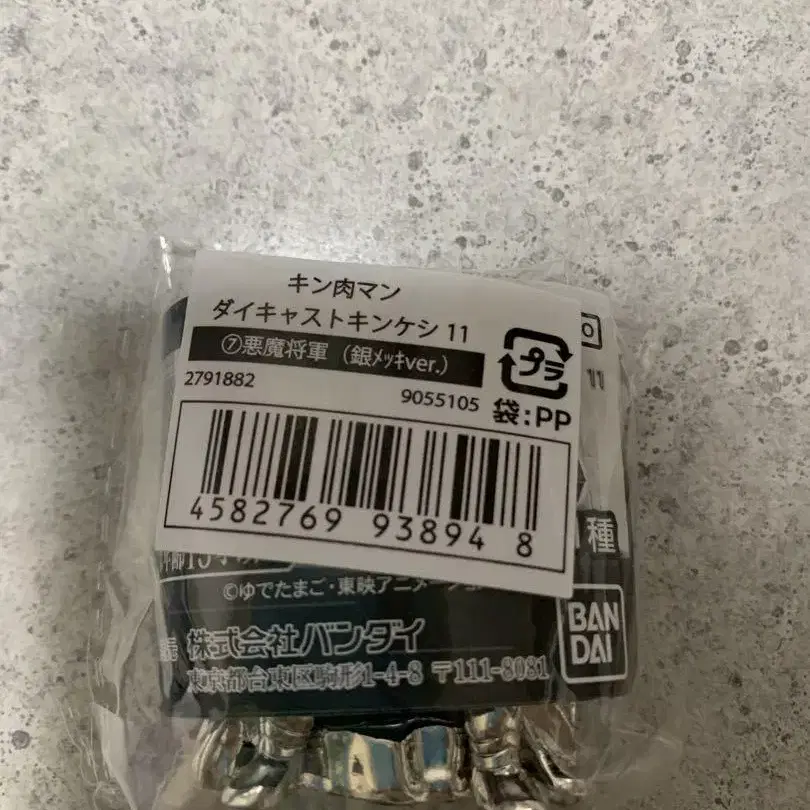 キン肉マン
ダイキャストキンケシ 11
⑦悪魔将軍（銀ﾒｯｷver.）
2791882
9055105
プラ
袋:PP
4582769 93894 8
11
種
©ゆでたまご・東映アニメーショ
株式会社バンダイ
東京都台東区駒形1-4-8 〒111-8081
BAN
DAI